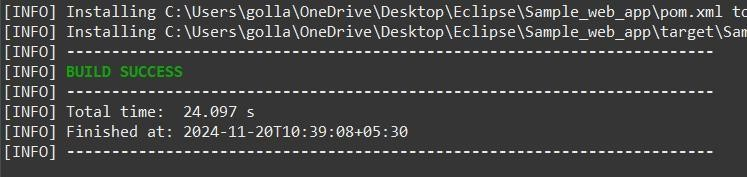 [INFO] Installing C:\Users\golla\OneDrive\Desktop\Eclipse\Sample_web_app\pom.xml to
[INFO] Installing C:\Users\golla\OneDrive\Desktop\Eclipse\Sample_web_app\target\Sam
[INFO] ------------------------------------------------------------------------
[INFO] BUILD SUCCESS
[INFO] ------------------------------------------------------------------------
[INFO] Total time:  24.097 s
[INFO] Finished at: 2024-11-20T10:39:08+05:30
[INFO] ------------------------------------------------------------------------